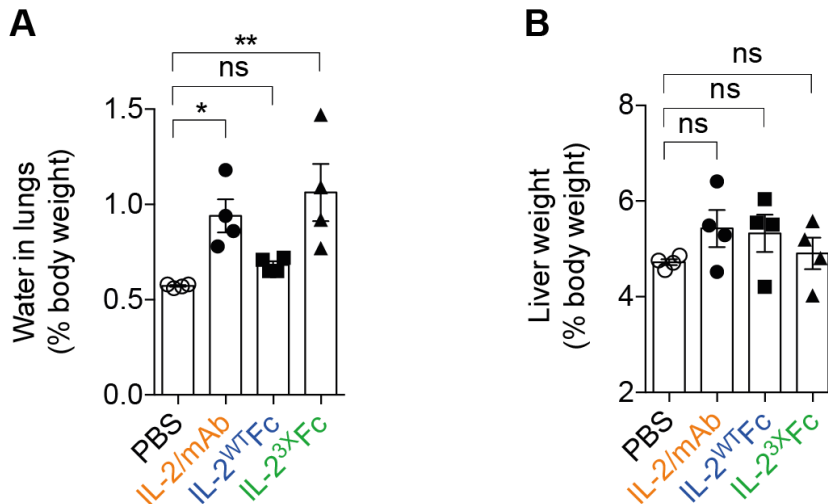 A
**
ns
*
Water in lungs
(% body weight)
1.5
1.0
0.5
0.0
PBS
IL-2/mAb
IL-2ᵂᵀFc
IL-2³ˣFc
B
ns
ns
ns
Liver weight
(% body weight)
8
6
4
2
PBS
IL-2/mAb
IL-2ᵂᵀFc
IL-2³ˣFc